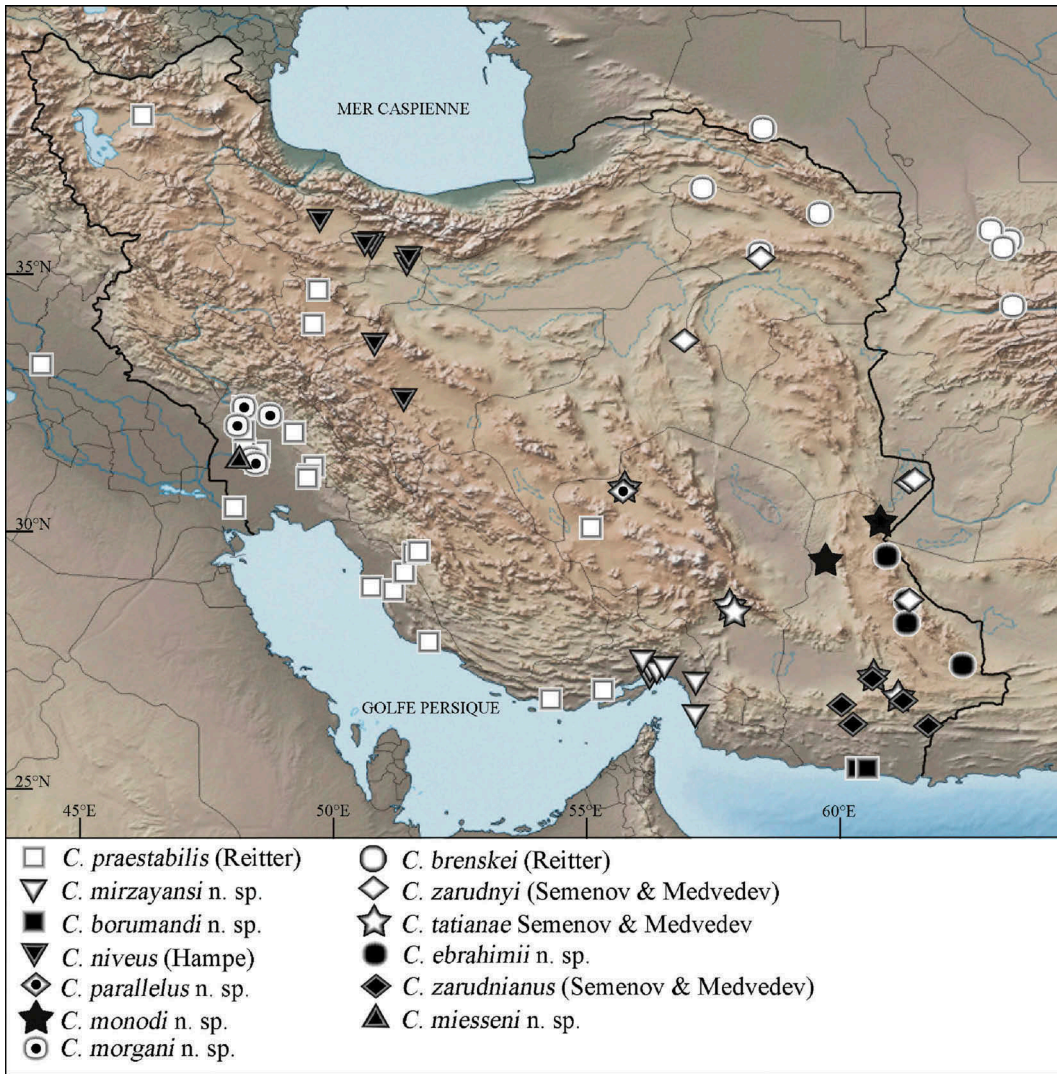 MER CASPIENNE
35°N
30°N
GOLFE PERSIQUE
25°N
45°E
50°E
55°E
60°E
C. praestabilis (Reitter)
C. mirzayansi n. sp.
C. borumandi n. sp.
C. niveus (Hampe)
C. parallelus n. sp.
C. monodi n. sp.
C. morgani n. sp.
C. brenskei (Reitter)
C. zarudnyi (Semenov & Medvedev)
C. tatianae Semenov & Medvedev
C. ebrahimii n. sp.
C. zarudnianus (Semenov & Medvedev)
C. miesseni n. sp.